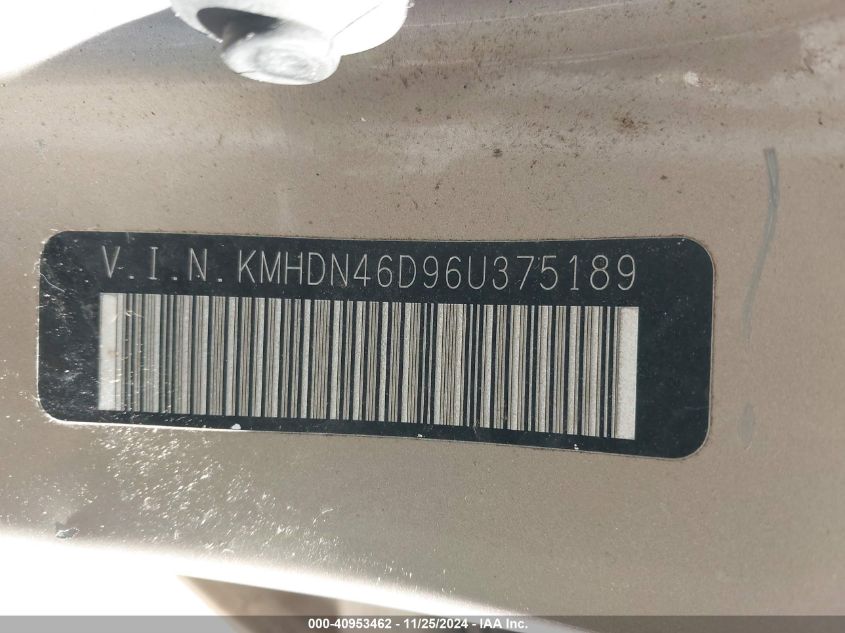 V.I.N. KMHDN46D96U375189
000-40953462 - 11/25/2024 - IAA Inc.